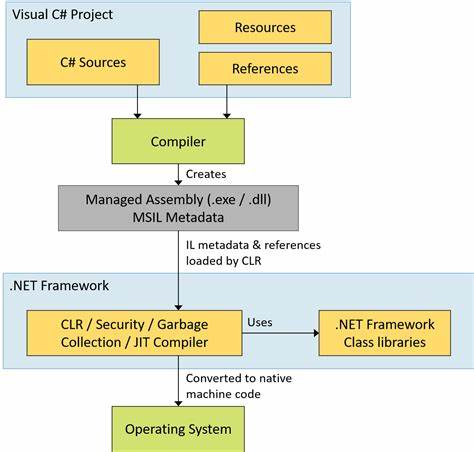 Visual C# Project
Resources
C# Sources
References
Compiler
Creates
Managed Assembly (.exe / .dll)
MSIL Metadata
IL metadata & references
loaded by CLR
.NET Framework
CLR / Security / Garbage
Collection / JIT Compiler
Uses
.NET Framework
Class libraries
Converted to native
machine code
Operating System